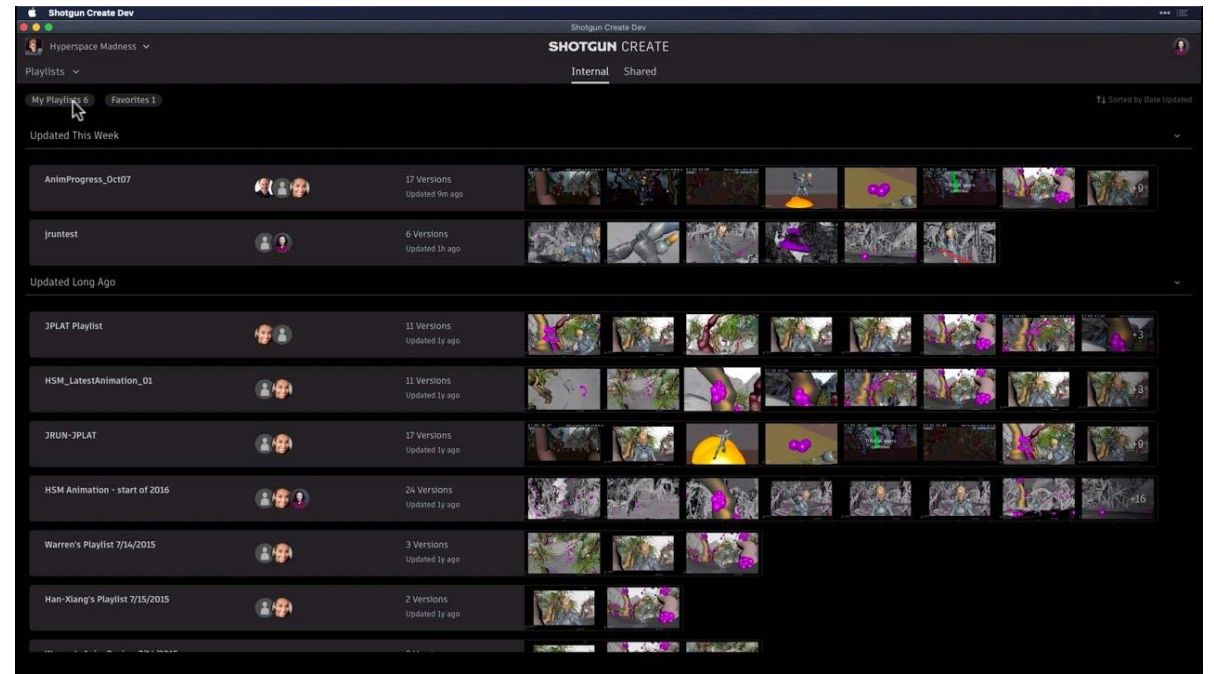 Shotgun Create Dev
Shotgun Create Dev
Hyperspace Madness
SHOTGUN CREATE
Playlists
Internal Shared
My Playlists 6 Favorites 1
Sorted by Date Updated
Updated This Week
AnimProgress_Oct07
17 Versions
Updated 9m ago
+9
jruntest
6 Versions
Updated 1h ago
Updated Long Ago
JPLAT Playlist
11 Versions
Updated 1y ago
+3
HSM_LatestAnimation_01
11 Versions
Updated 1y ago
+3
JRUN-JPLAT
17 Versions
Updated 1y ago
+9
HSM Animation - start of 2016
24 Versions
Updated 1y ago
+16
Warren's Playlist 7/14/2015
3 Versions
Updated 1y ago
Han-Xiang's Playlist 7/15/2015
2 Versions
Updated 1y ago